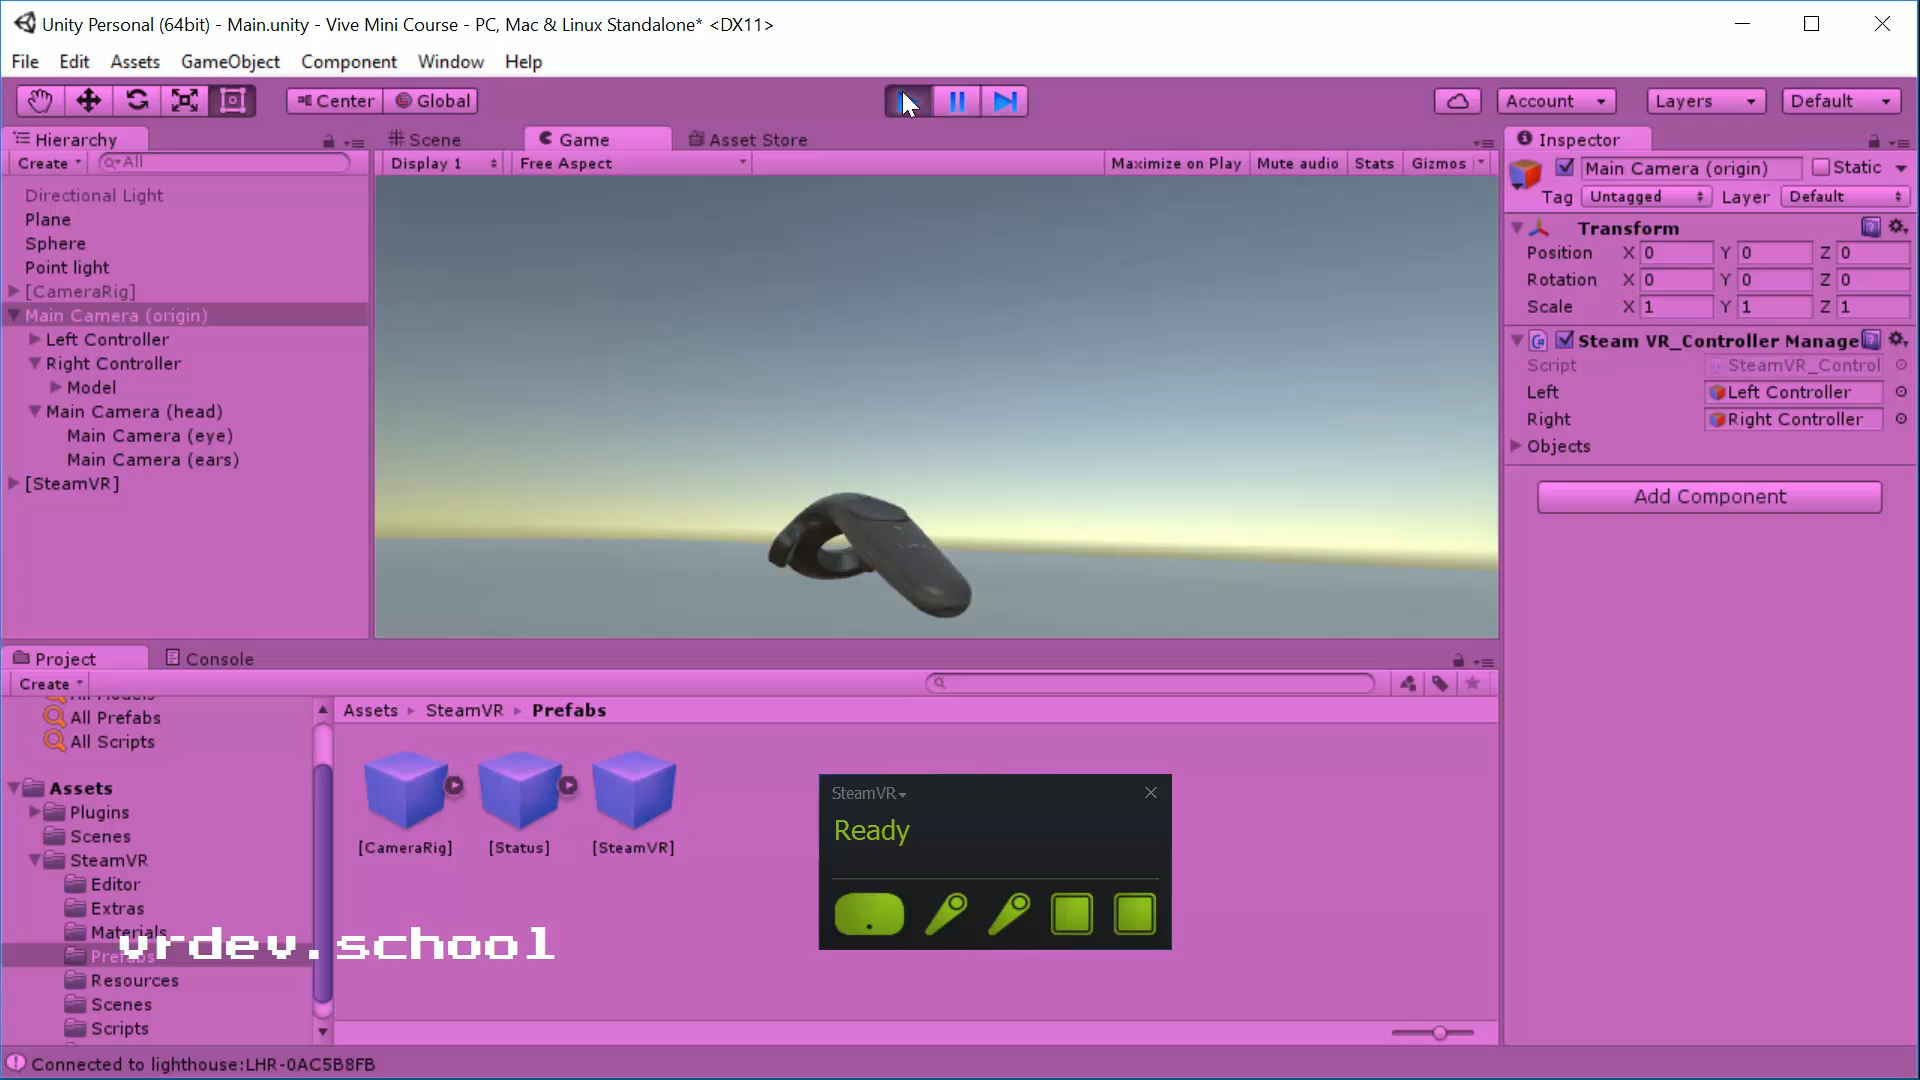 Unity Personal (64bit) - Main.unity - Vive Mini Course - PC, Mac & Linux Standalone* <DX11>
File Edit Assets GameObject Component Window Help
Center Global Account Layers Default
Hierarchy
Create All
Directional Light
Plane
Sphere
Point light
[CameraRig]
Main Camera (origin)
Left Controller
Right Controller
Model
Main Camera (head)
Main Camera (eye)
Main Camera (ears)
[SteamVR]
Scene Game Asset Store
Display 1 Free Aspect Maximize on Play Mute audio Stats Gizmos
Inspector
Main Camera (origin) Static
Tag Untagged Layer Default
Transform
Position X 0 Y 0 Z 0
Rotation X 0 Y 0 Z 0
Scale X 1 Y 1 Z 1
Steam VR_Controller Manage
Script SteamVR_Control
Left Left Controller
Right Right Controller
Objects
Add Component
Project Console
Create
All Models
All Prefabs
All Scripts
Assets
Plugins
Scenes
SteamVR
Editor
Extras
Materials
Prefabs
Resources
Scenes
Scripts
Assets SteamVR Prefabs
[CameraRig] [Status] [SteamVR]
SteamVR
Ready
vrdev.school
Connected to lighthouse:LHR-0AC5B8FB